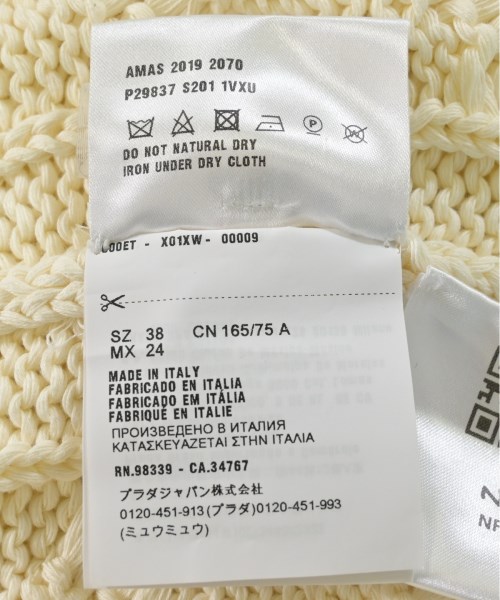 AMAS 2019 2070
P29837 S201 1VXU
P
W
DO NOT NATURAL DRY
IRON UNDER DRY CLOTH
- X01XW - 00009
SZ 38 CN 165/75 A
MX 24
MADE IN ITALY
FABRICADO EN ITALIA
FABRICADO EM ITÀLIA
FABRIQUÉ EN ITALIE
ПРОИЗВЕДЕНО В ИТАЛИЯ
ΚΑΤΑΣΚΕΥΑΖΕΤΑΙ ΣΤΗΝ ΙΤΑΛΙΑ
RN.98339 - CA.34767
プラダジャパン株式会社
0120-451-913 (プラダ) 0120-451-993
(ミュウミュウ)